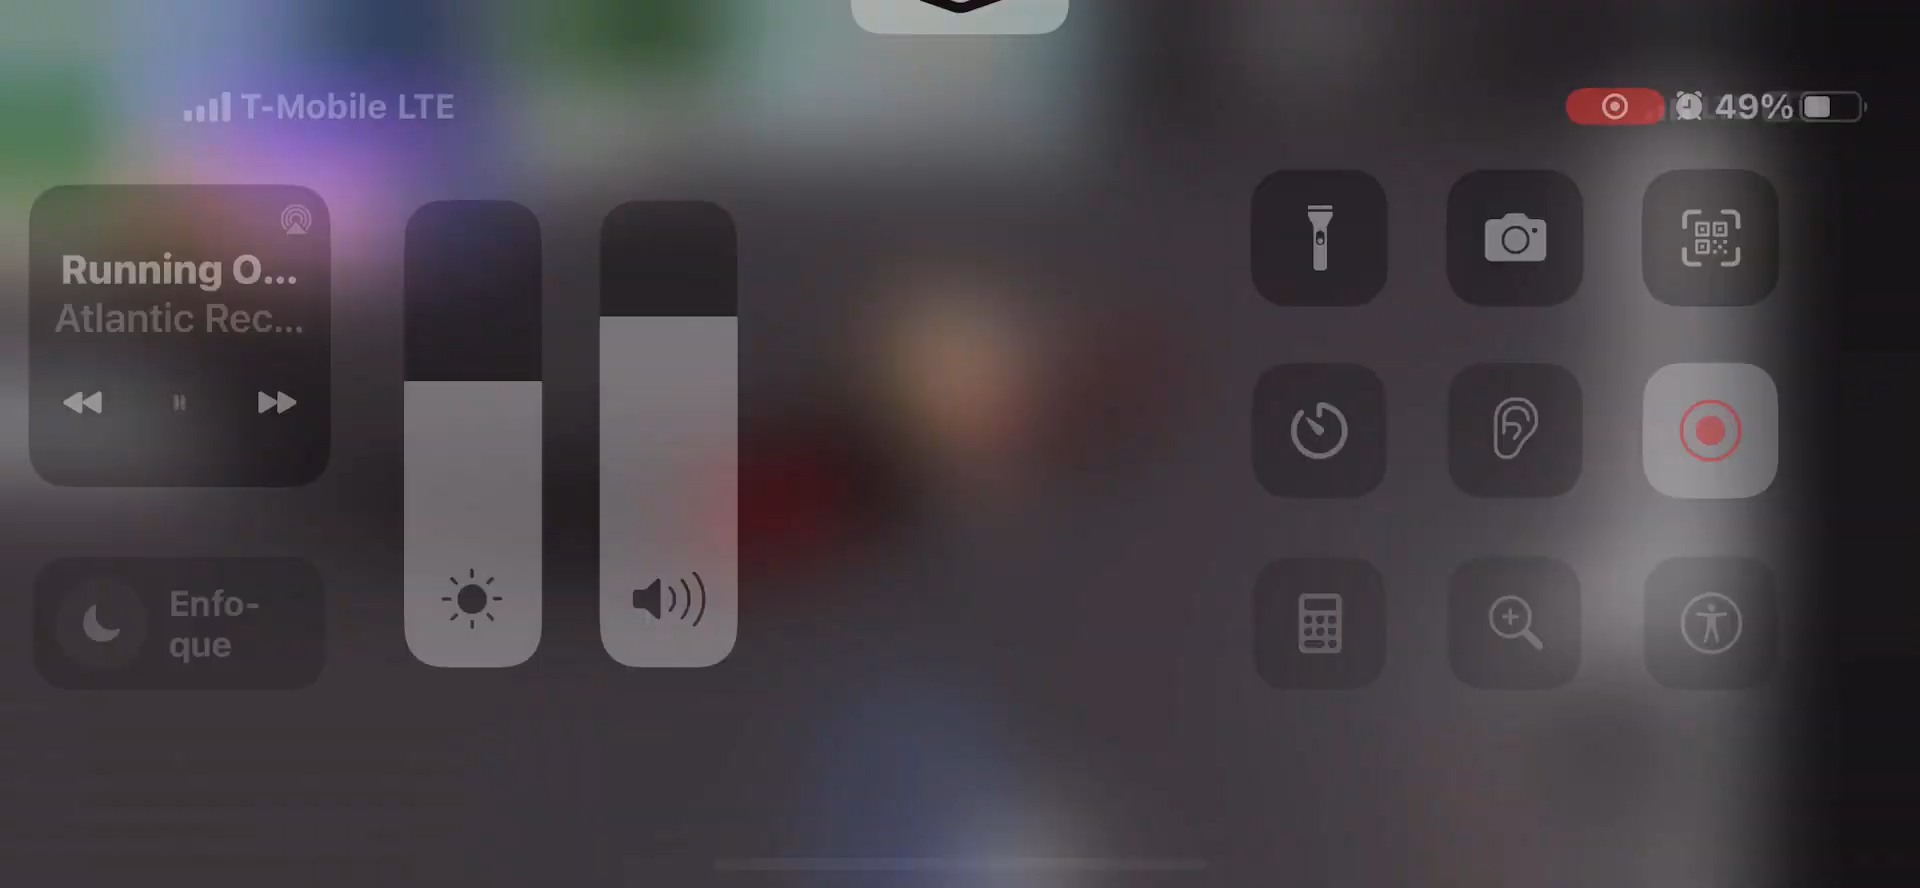 T-Mobile LTE
49%
Running O...
Atlantic Rec...
Enfo-
que